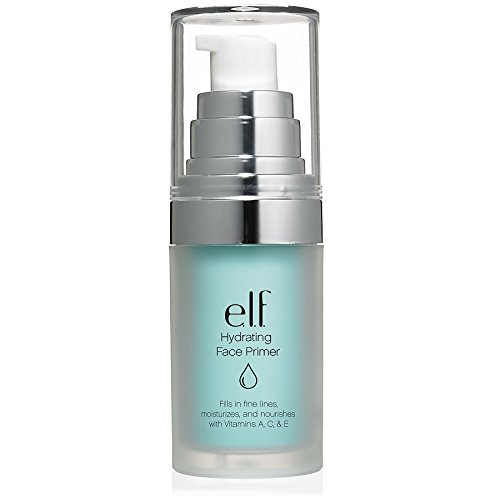 e.l.f.
Hydrating
Face Primer
Fills in fine lines,
moisturizes, and nourishes
with Vitamins A, C, & E